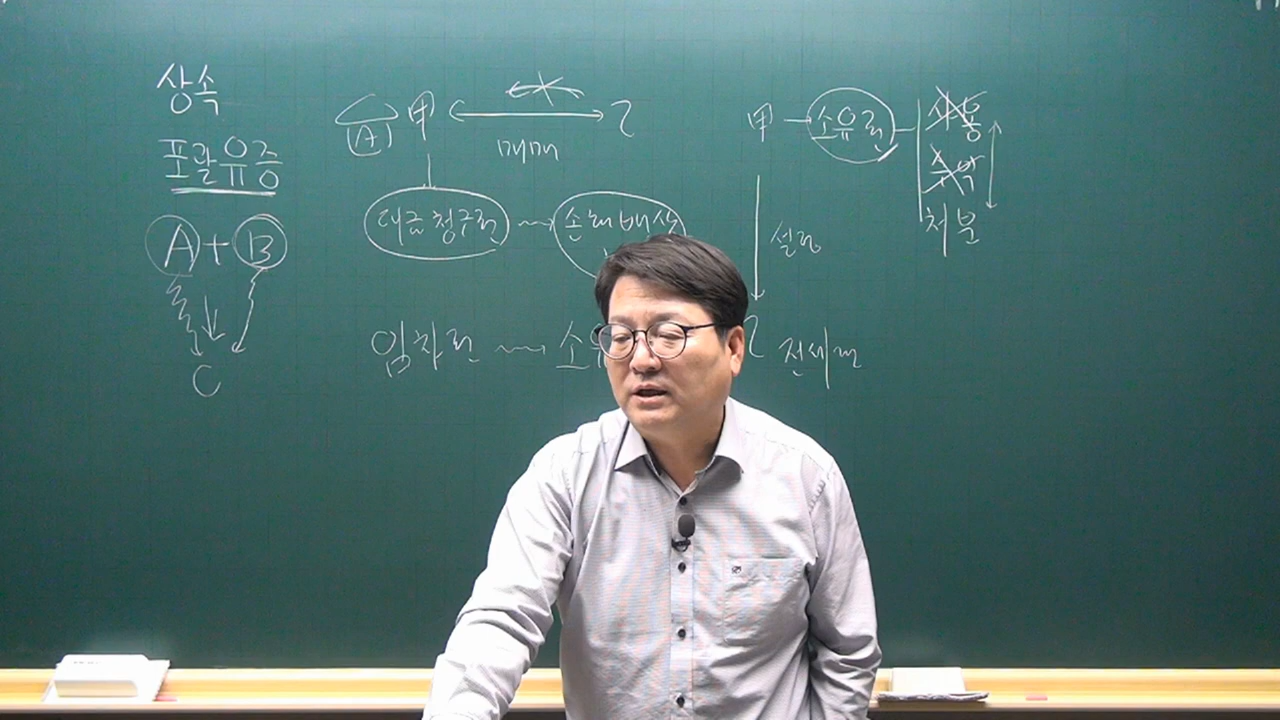 상속
포괄유증
A + B
C
(A) 甲 乙
매매
대금청구권 손해배상
임차권 소유
甲 소유권 사용
수익
처분
설정
乙 전세권